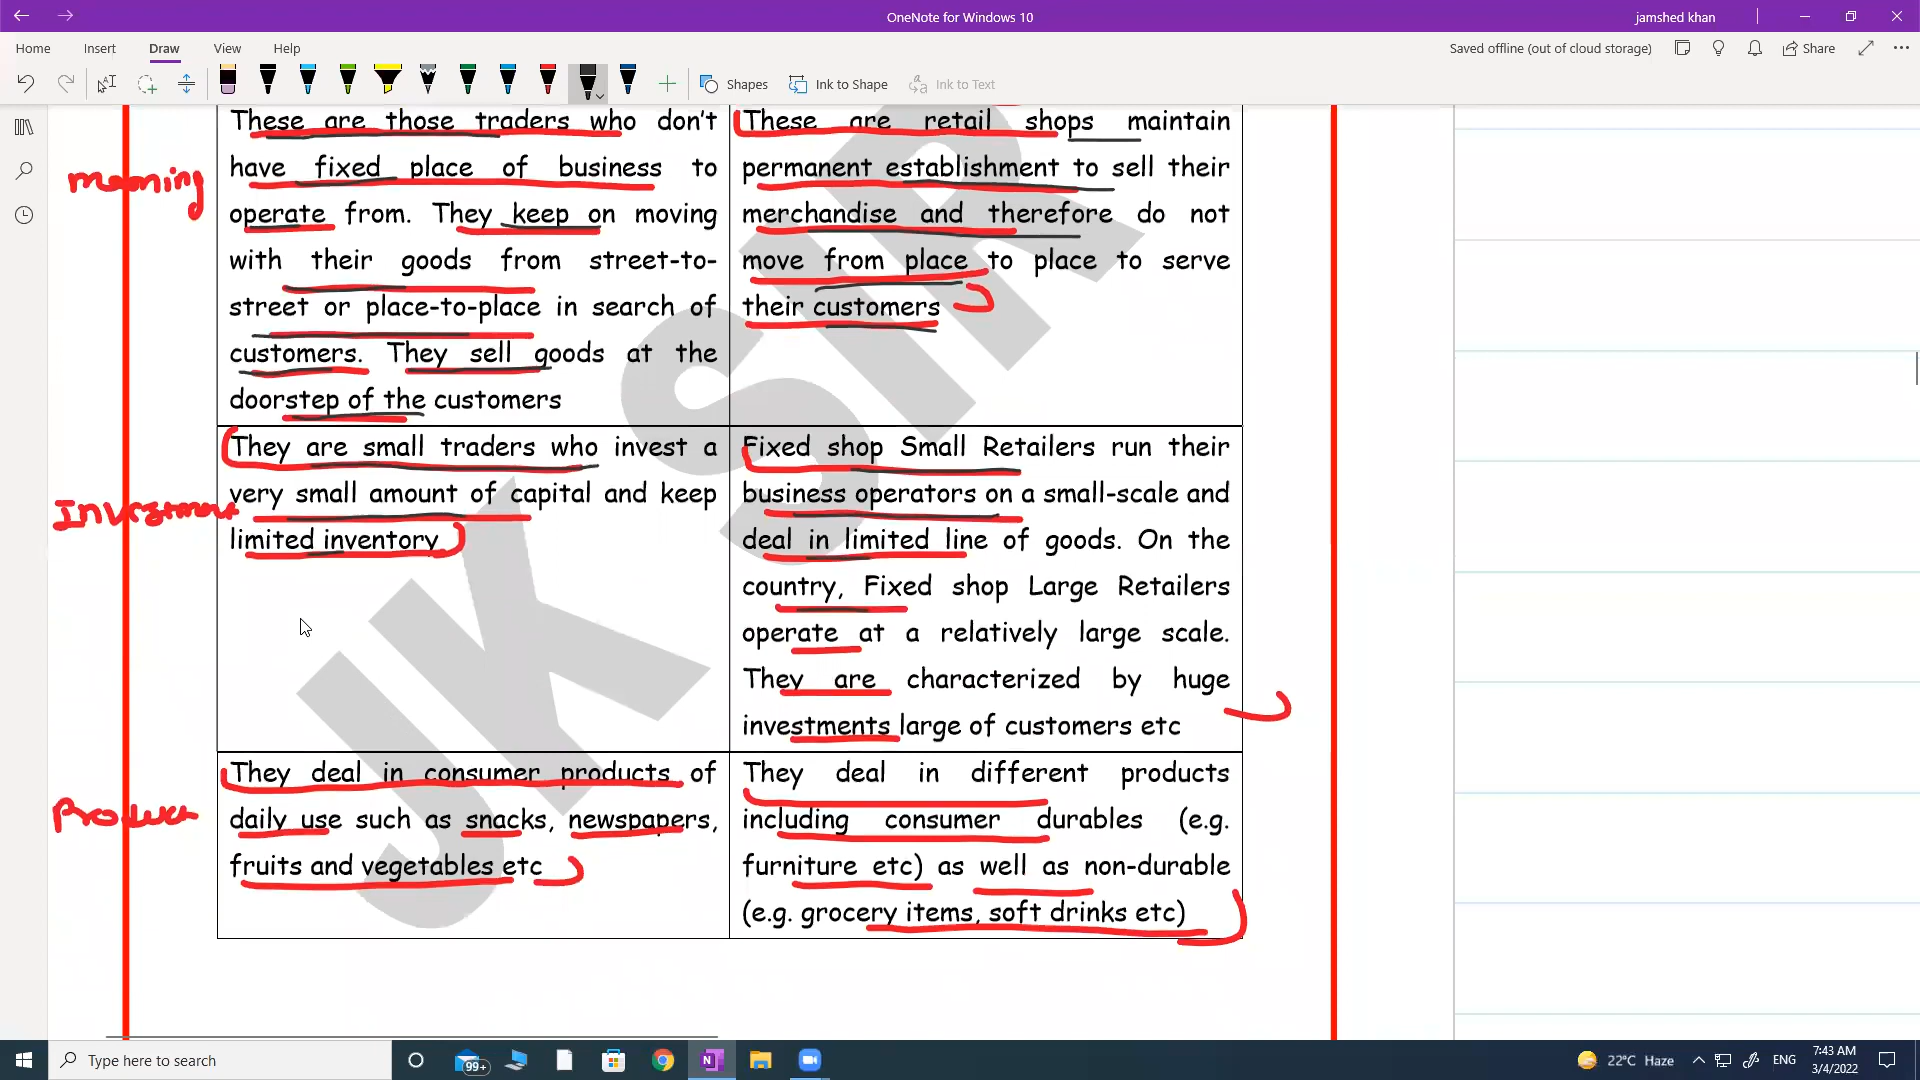 OneNote for Windows 10
jamshed khan
Home
Insert
Draw
View
Help
Saved offline (out of cloud storage)
Share
Shapes
Ink to Shape
Ink to Text
meaning
These are those traders who don't
have fixed place of business to
operate from. They keep on moving
with their goods from street-to-
street or place-to-place in search of
customers. They sell goods at the
doorstep of the customers
These are retail shops maintain
permanent establishment to sell their
merchandise and therefore do not
move from place to place to serve
their customers
Investment
They are small traders who invest a
very small amount of capital and keep
limited inventory
Fixed shop Small Retailers run their
business operators on a small-scale and
deal in limited line of goods. On the
country, Fixed shop Large Retailers
operate at a relatively large scale.
They are characterized by huge
investments large of customers etc
Product
They deal in consumer products of
daily use such as snacks, newspapers,
fruits and vegetables etc
They deal in different products
including consumer durables (e.g.
furniture etc) as well as non-durable
(e.g. grocery items, soft drinks etc)
JK SIR
Type here to search
99+
22°C Haze
ENG
7:43 AM
3/4/2022